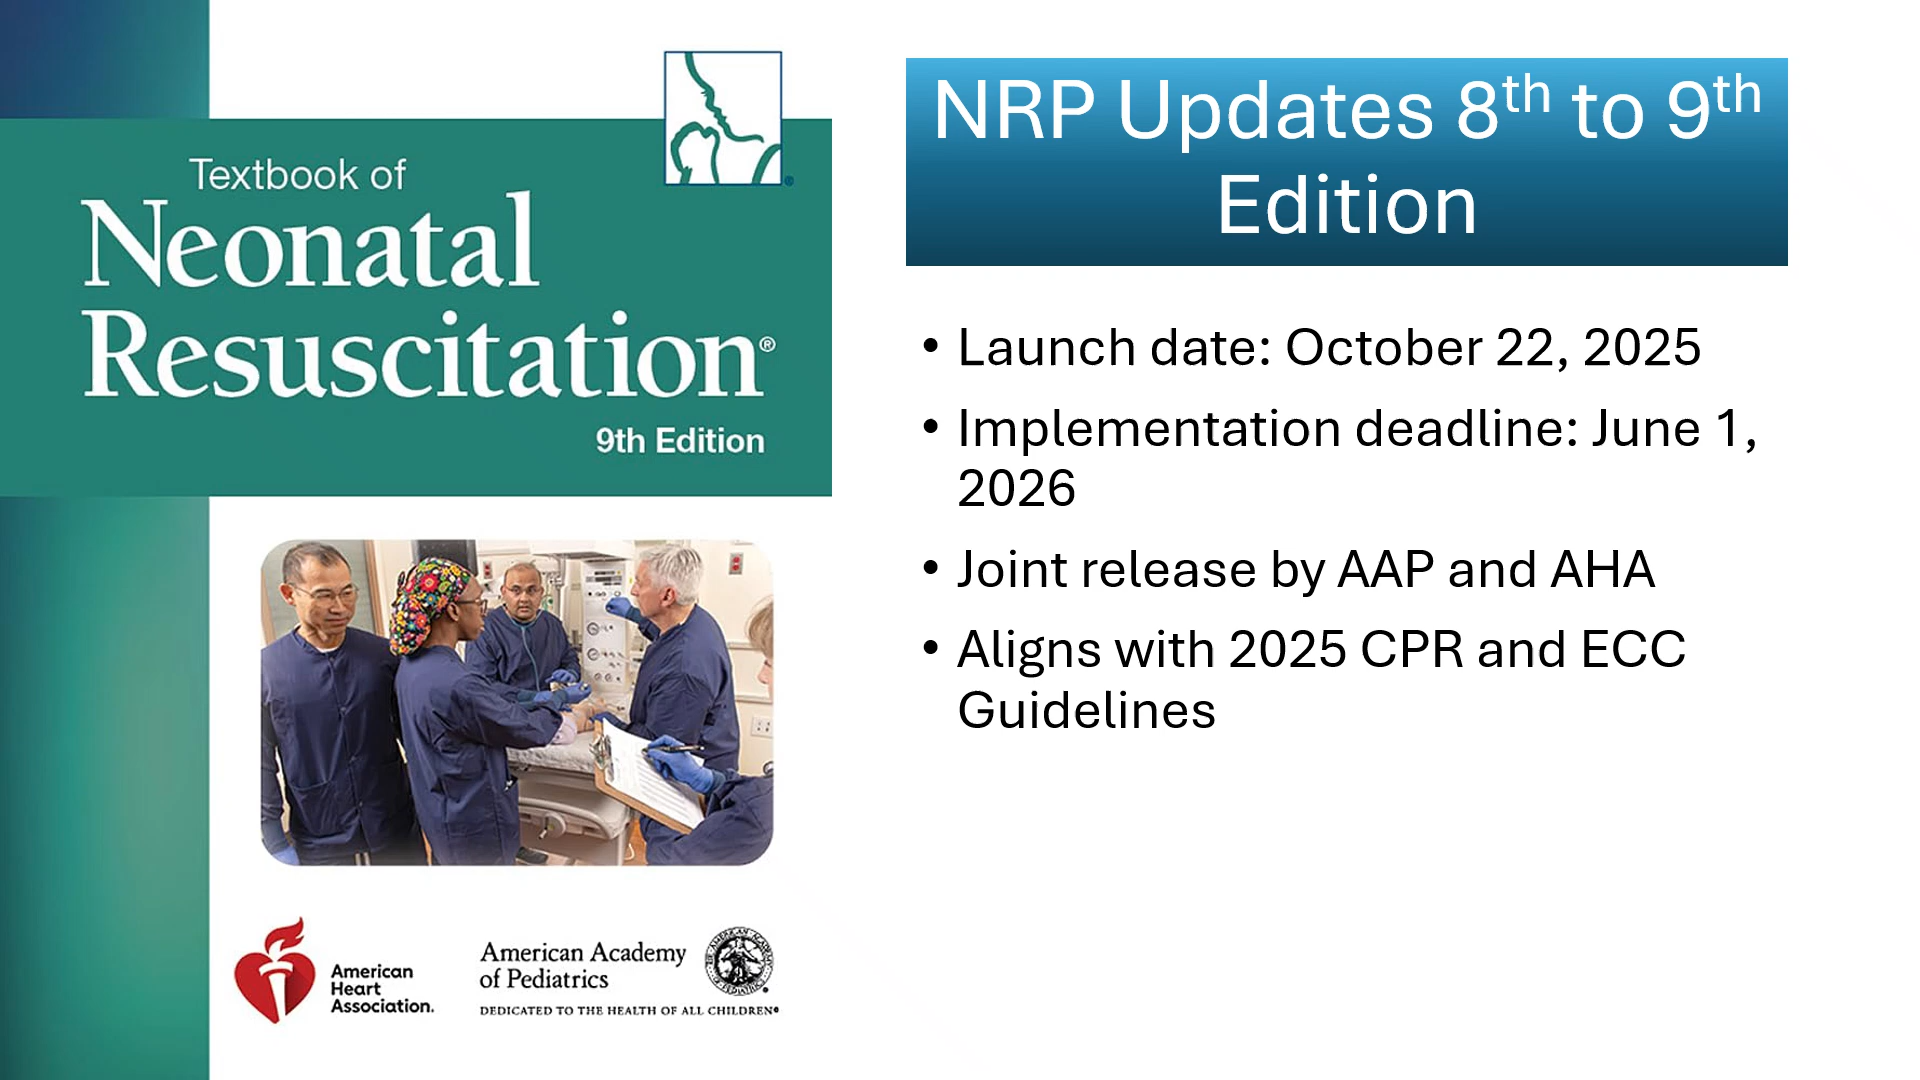 Textbook of
Neonatal
Resuscitation®
9th Edition
American
Heart
Association.
American Academy
of Pediatrics
DEDICATED TO THE HEALTH OF ALL CHILDREN®
NRP Updates 8th to 9th
Edition
• Launch date: October 22, 2025
• Implementation deadline: June 1,
2026
• Joint release by AAP and AHA
• Aligns with 2025 CPR and ECC
Guidelines